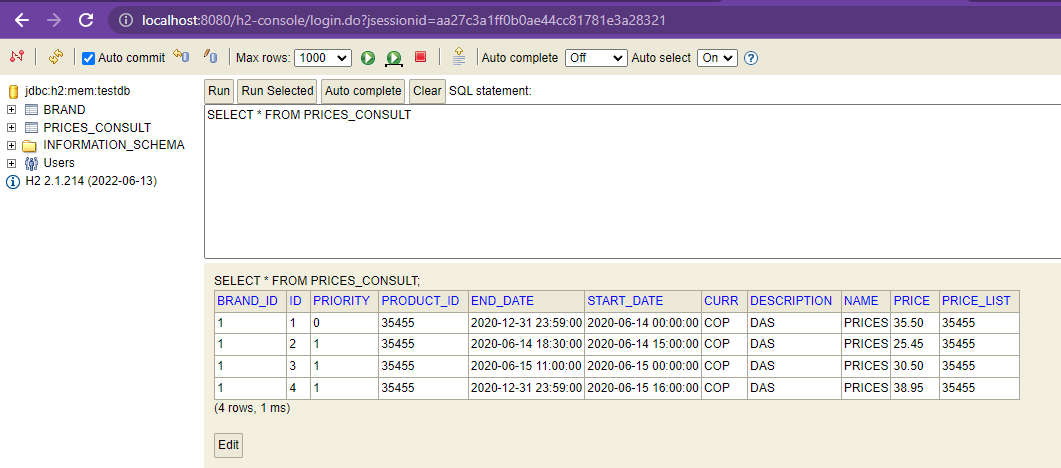 localhost:8080/h2-console/login.do?jsessionid=aa27c3a1ff0b0ae44cc81781e3a28321
Auto commit Max rows: 1000 Auto complete Off Auto select On
jdbc:h2:mem:testdb
BRAND
PRICES_CONSULT
INFORMATION_SCHEMA
Users
H2 2.1.214 (2022-06-13)
Run Run Selected Auto complete Clear SQL statement:
SELECT * FROM PRICES_CONSULT
SELECT * FROM PRICES_CONSULT;
BRAND_ID ID PRIORITY PRODUCT_ID END_DATE START_DATE CURR DESCRIPTION NAME PRICE PRICE_LIST
1 1 0 35455 2020-12-31 23:59:00 2020-06-14 00:00:00 COP DAS PRICES 35.50 35455
1 2 1 35455 2020-06-14 18:30:00 2020-06-14 15:00:00 COP DAS PRICES 25.45 35455
1 3 1 35455 2020-06-15 11:00:00 2020-06-15 00:00:00 COP DAS PRICES 30.50 35455
1 4 1 35455 2020-12-31 23:59:00 2020-06-15 16:00:00 COP DAS PRICES 38.95 35455
(4 rows, 1 ms)
Edit